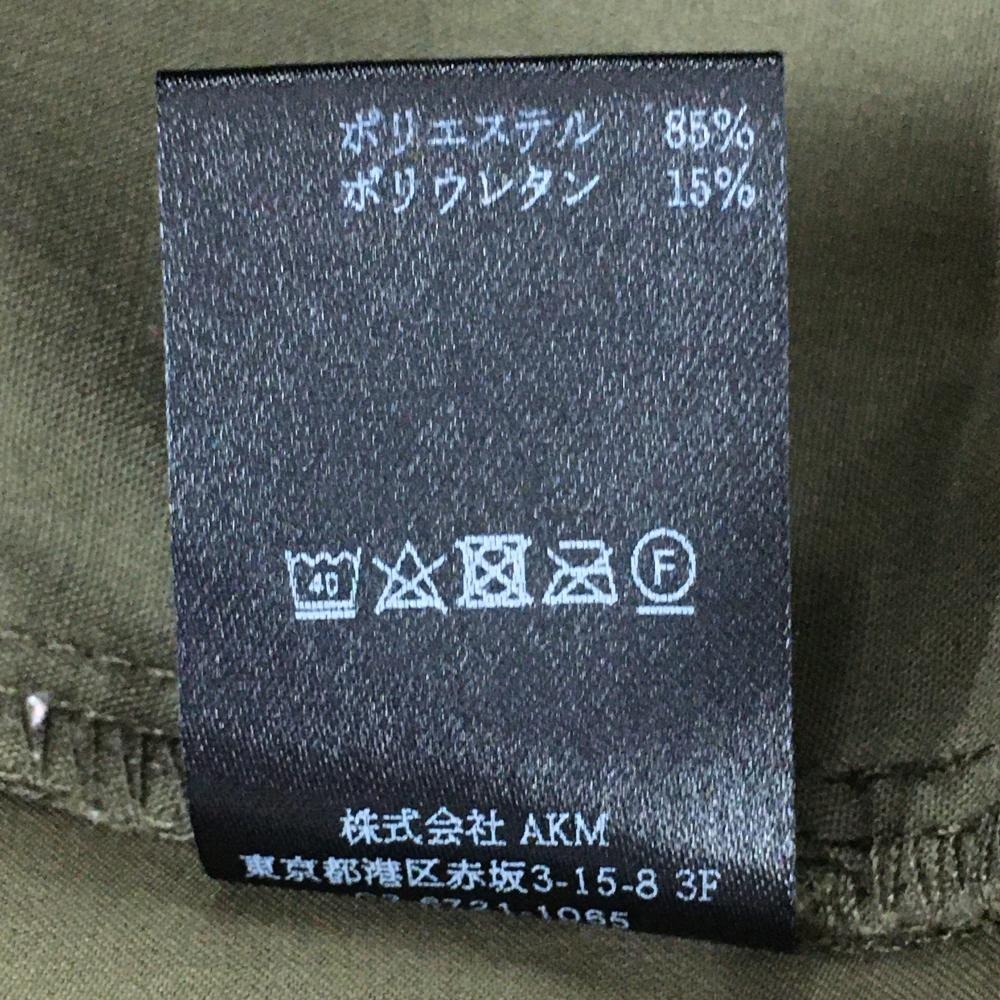 ポリエステル 85%
ポリウレタン 15%
40
F
株式会社 AKM
東京都港区赤坂3-15-8 3F